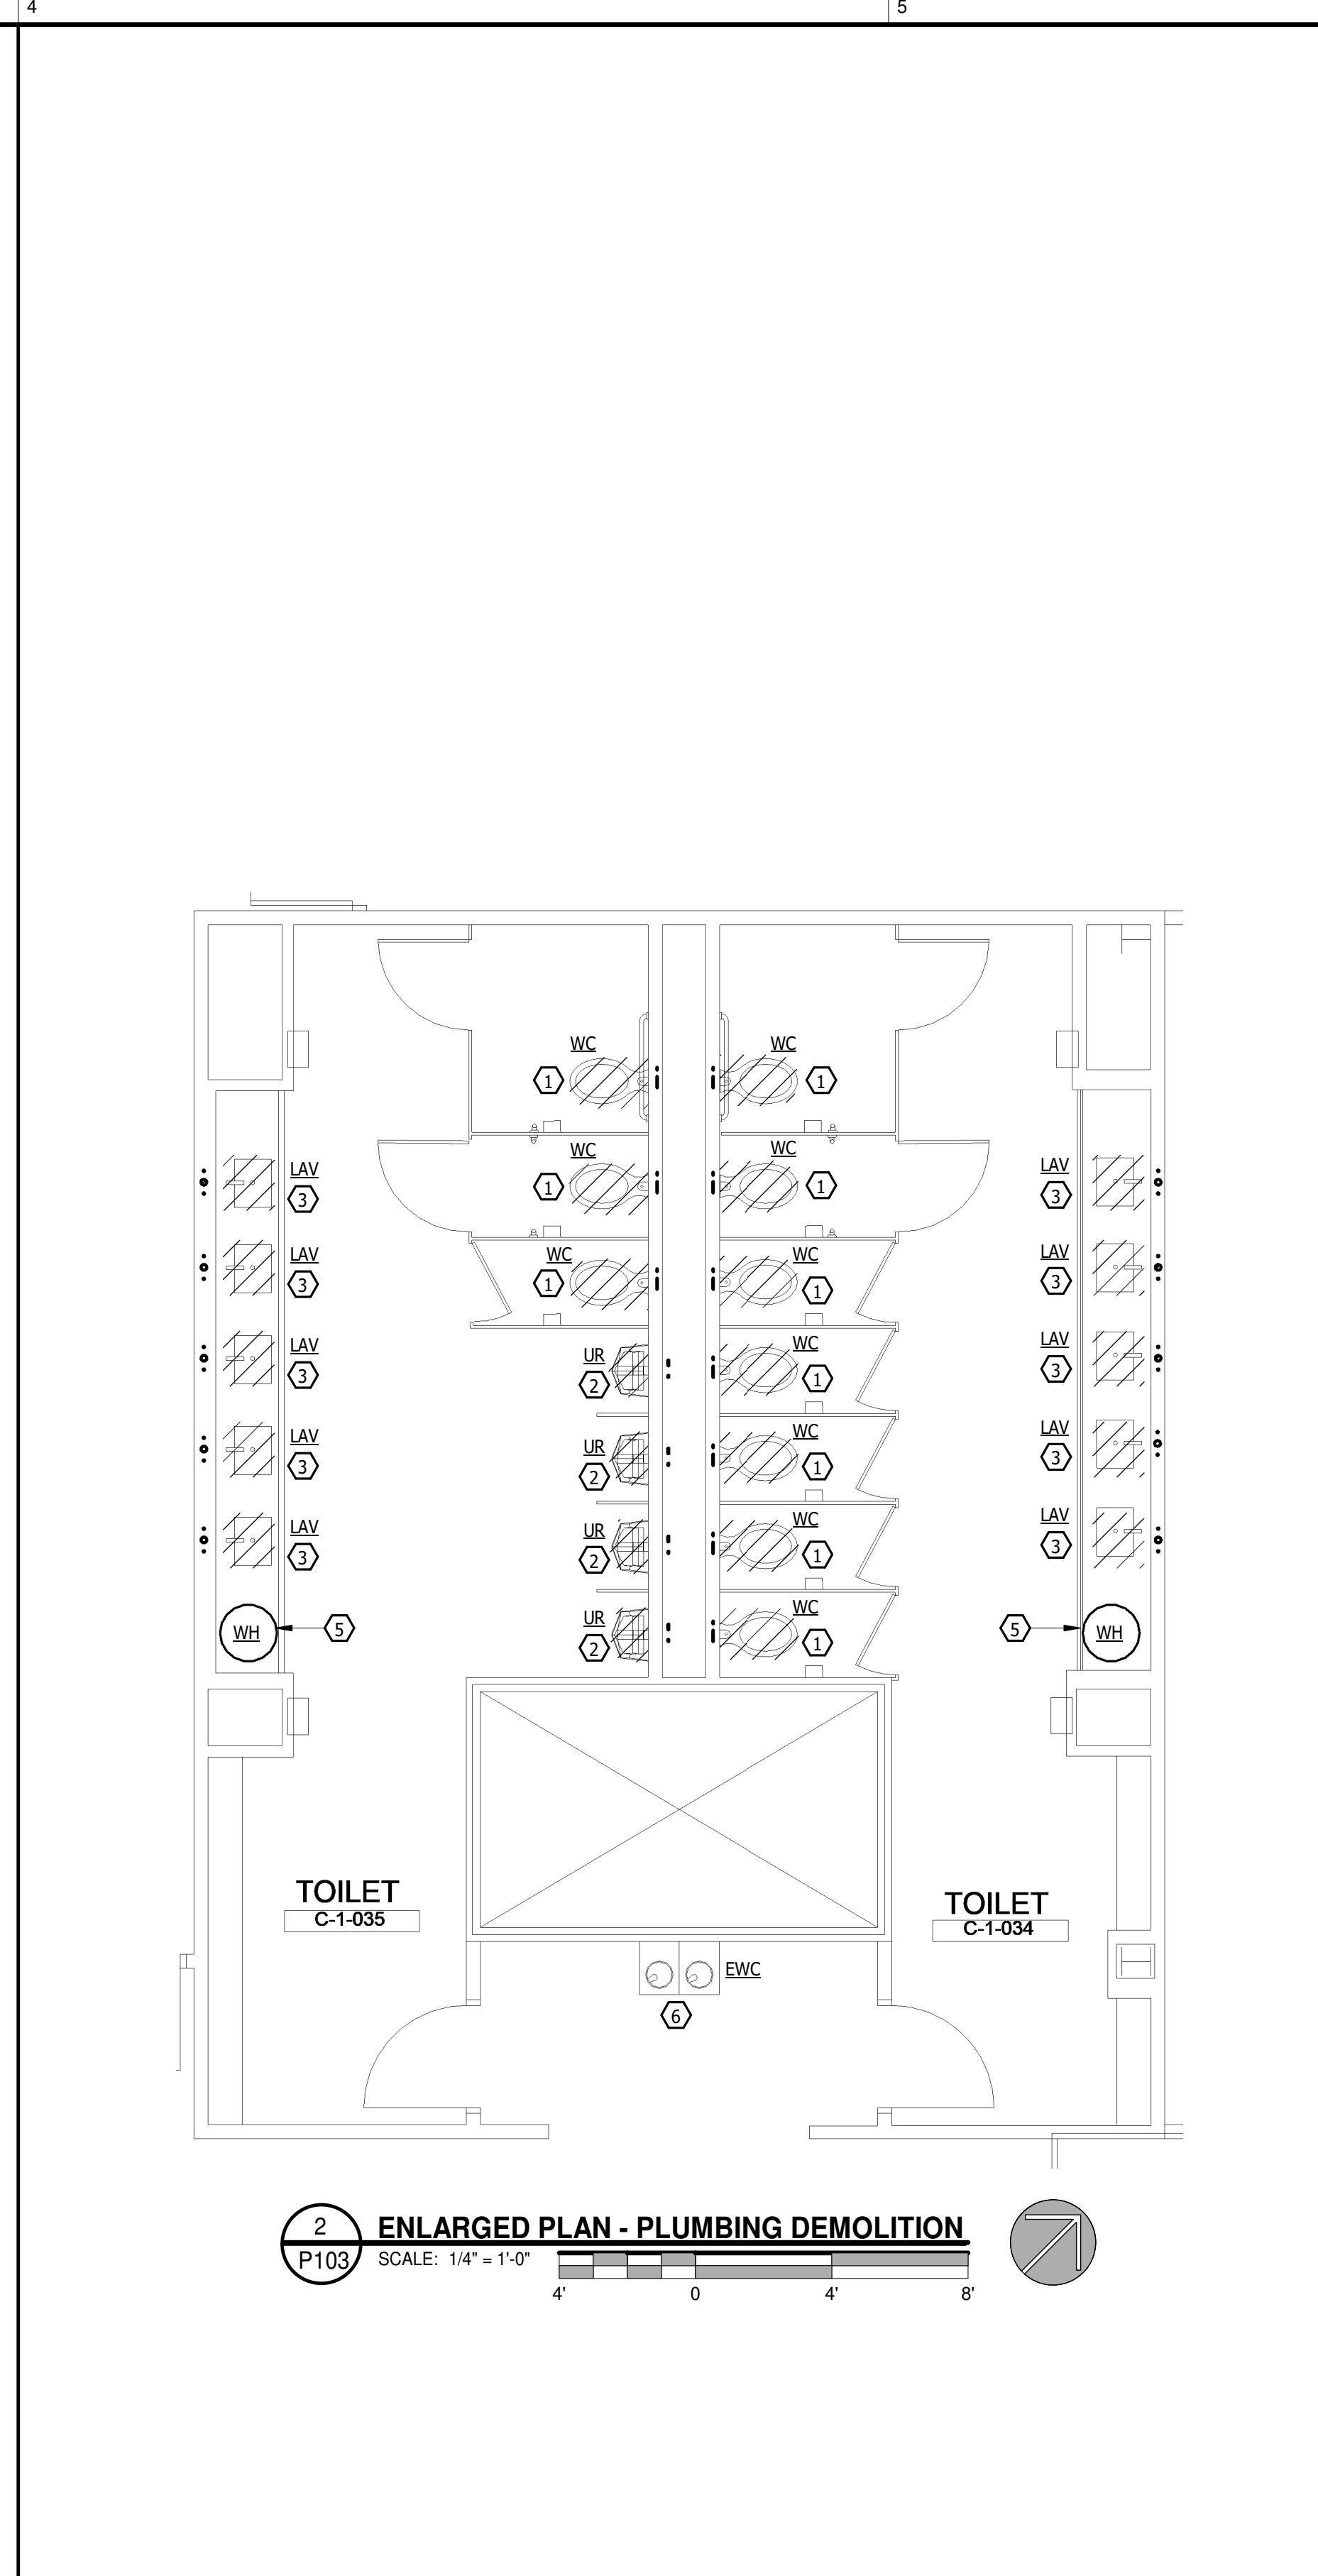 4 5
WC WC
1 1
WC WC
1 1
LAV LAV
3 3
WC WC
1 1
LAV LAV
3 3
UR WC
2 1
LAV LAV
3 3
UR WC
2 1
LAV LAV
3 3
UR WC
2 1
LAV LAV
3 3
UR WC
2 1
WH 5 5 WH
TOILET
C-1-035
TOILET
C-1-034
EWC
6
2
P103
ENLARGED PLAN - PLUMBING DEMOLITION
SCALE: 1/4" = 1'-0"
4' 0 4' 8'